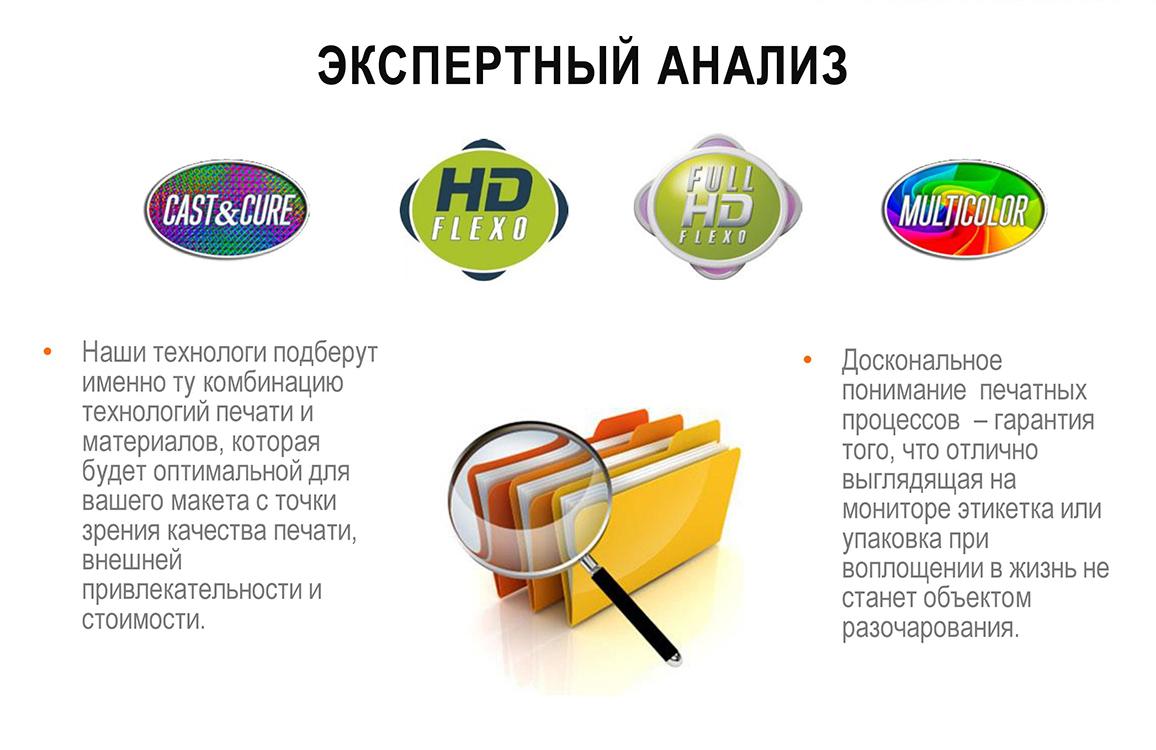 ЭКСПЕРТНЫЙ АНАЛИЗ
CAST&CURE
HD
FLEXO
FULL
HD
FLEXO
MULTICOLOR
• Наши технологи подберут
именно ту комбинацию
технологий печати и
материалов, которая
будет оптимальной для
вашего макета с точки
зрения качества печати,
внешней
привлекательности и
стоимости.
• Доскональное
понимание печатных
процессов – гарантия
того, что отлично
выглядящая на
мониторе этикетка или
упаковка при
воплощении в жизнь не
станет объектом
разочарования.